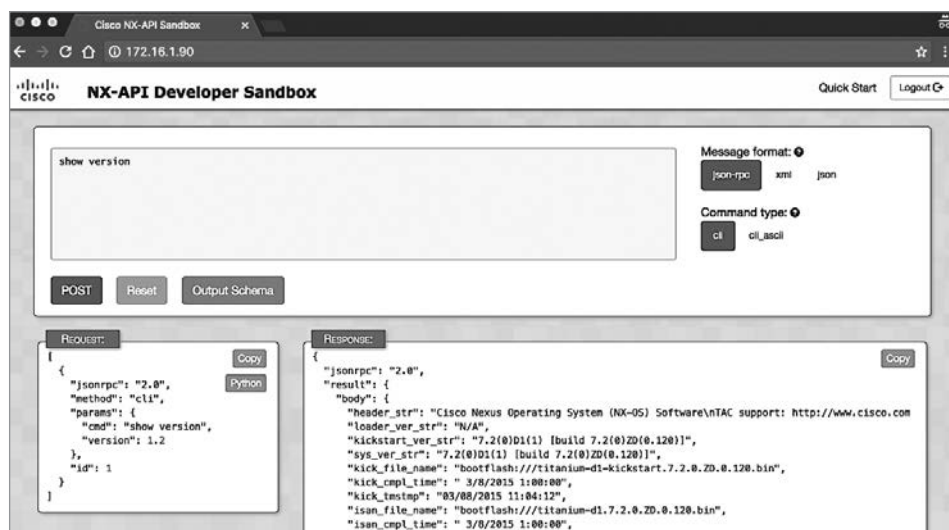 Cisco NX-API Sandbox
172.16.1.90
CISCO
NX-API Developer Sandbox
Quick Start
Logout
show version
Message format:
json-rpc xml json
Command type:
cli cli_ascii
POST Reset Output Schema
REQUEST:
Copy
Python
[
{
"jsonrpc": "2.0",
"method": "cli",
"params": {
"cmd": "show version",
"version": 1.2
},
"id": 1
}
]
RESPONSE:
Copy
{
"jsonrpc": "2.0",
"result": {
"body": {
"header_str": "Cisco Nexus Operating System (NX-OS) Software\nTAC support: http://www.cisco.com
"loader_ver_str": "N/A",
"kickstart_ver_str": "7.2(0)D1(1) [build 7.2(0)ZD(0.120)]",
"sys_ver_str": "7.2(0)D1(1) [build 7.2(0)ZD(0.120)]",
"kick_file_name": "bootflash:///titanium-d1-kickstart.7.2.0.ZD.0.120.bin",
"kick_cmpl_time": " 3/8/2015 1:00:00",
"kick_tmstmp": "03/08/2015 11:04:12",
"isan_file_name": "bootflash:///titanium-d1.7.2.0.ZD.0.120.bin",
"isan_cmpl_time": " 3/8/2015 1:00:00",